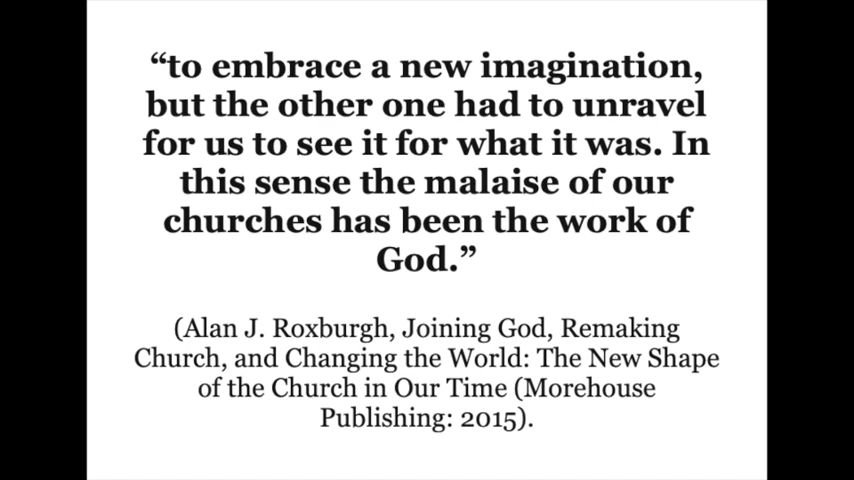 “to embrace a new imagination,
but the other one had to unravel
for us to see it for what it was. In
this sense the malaise of our
churches has been the work of
God.”
(Alan J. Roxburgh, Joining God, Remaking
Church, and Changing the World: The New Shape
of the Church in Our Time (Morehouse
Publishing: 2015).